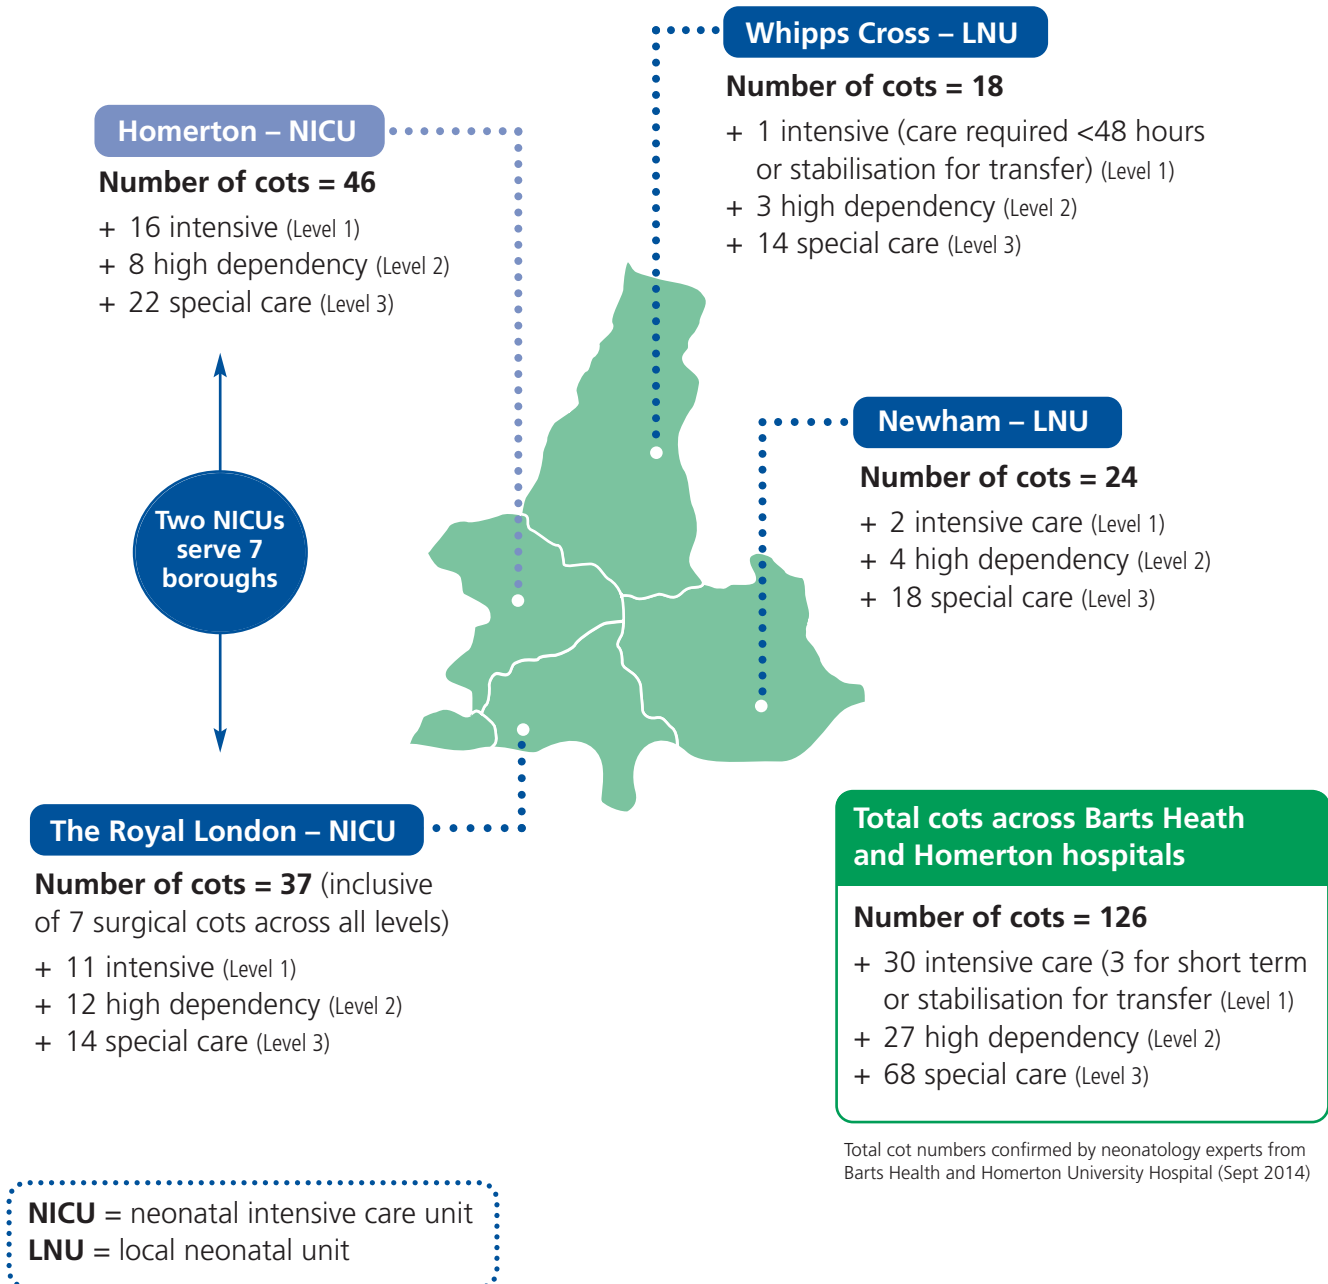 Whipps Cross – LNU
Number of cots = 18
+ 1 intensive (care required <48 hours
or stabilisation for transfer) (Level 1)
+ 3 high dependency (Level 2)
+ 14 special care (Level 3)
Homerton – NICU
Number of cots = 46
+ 16 intensive (Level 1)
+ 8 high dependency (Level 2)
+ 22 special care (Level 3)
Two NICUs
serve 7
boroughs
Newham – LNU
Number of cots = 24
+ 2 intensive care (Level 1)
+ 4 high dependency (Level 2)
+ 18 special care (Level 3)
The Royal London – NICU
Number of cots = 37 (inclusive
of 7 surgical cots across all levels)
+ 11 intensive (Level 1)
+ 12 high dependency (Level 2)
+ 14 special care (Level 3)
Total cots across Barts Heath
and Homerton hospitals
Number of cots = 126
+ 30 intensive care (3 for short term
or stabilisation for transfer (Level 1)
+ 27 high dependency (Level 2)
+ 68 special care (Level 3)
Total cot numbers confirmed by neonatology experts from
Barts Health and Homerton University Hospital (Sept 2014)
NICU = neonatal intensive care unit
LNU = local neonatal unit